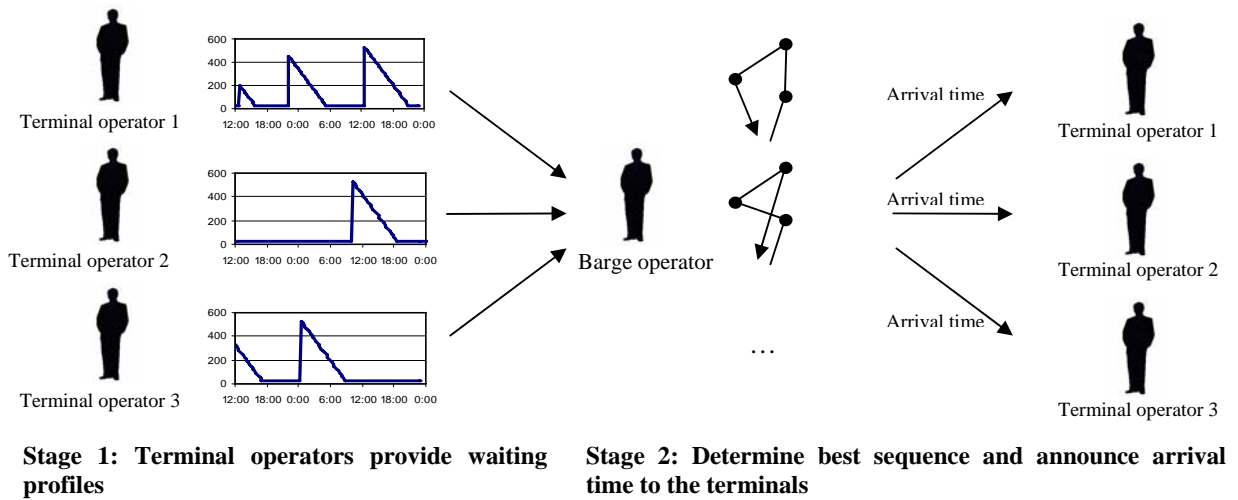 600
400
200
0
12:00 18:00 0:00 6:00 12:00 18:00 0:00
Terminal operator 1
600
400
200
0
12:00 18:00 0:00 6:00 12:00 18:00 0:00
Terminal operator 2
600
400
200
0
12:00 18:00 0:00 6:00 12:00 18:00 0:00
Terminal operator 3
Barge operator
…
Arrival time
Arrival time
Arrival time
Terminal operator 1
Terminal operator 2
Terminal operator 3
Stage 1: Terminal operators provide waiting
profiles
Stage 2: Determine best sequence and announce arrival
time to the terminals